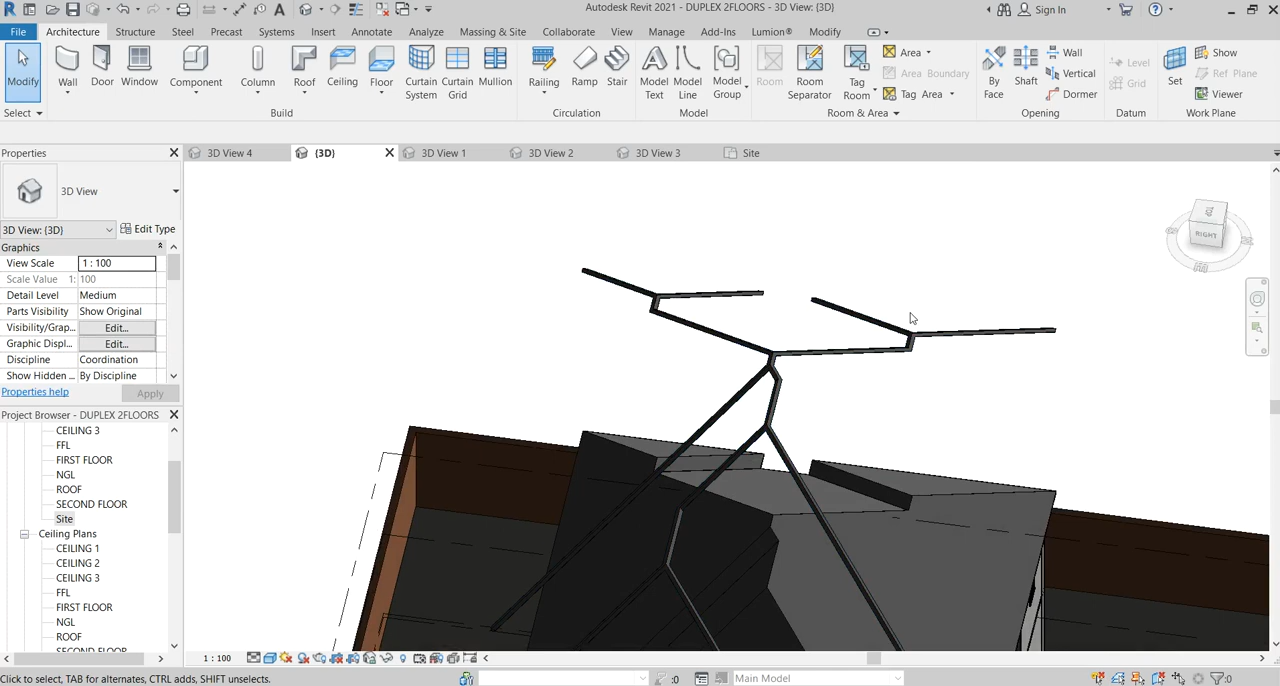 Autodesk Revit 2021 - DUPLEX 2FLOORS - 3D View: {3D}
Sign In
File Architecture Structure Steel Precast Systems Insert Annotate Analyze Massing & Site Collaborate View Manage Add-Ins Lumion® Modify
Modify Wall Door Window Component Column Roof Ceiling Floor Curtain System Curtain Grid Mullion Railing Ramp Stair Model Text Model Line Model Group Room Room Separator Tag Room
Area
Area Boundary
Tag Area
By Face Shaft
Wall
Vertical
Dormer
Level
Grid
Set
Show
Ref Plane
Viewer
Select Build Circulation Model Room & Area Opening Datum Work Plane
Properties
3D View 4 {3D} 3D View 1 3D View 2 3D View 3 Site
3D View
3D View: {3D} Edit Type
Graphics
View Scale 1 : 100
Scale Value 1: 100
Detail Level Medium
Parts Visibility Show Original
Visibility/Grap... Edit...
Graphic Displ... Edit...
Discipline Coordination
Show Hidden ... By Discipline
Properties help Apply
Project Browser - DUPLEX 2FLOORS
CEILING 3
FFL
FIRST FLOOR
NGL
ROOF
SECOND FLOOR
Site
Ceiling Plans
CEILING 1
CEILING 2
CEILING 3
FFL
FIRST FLOOR
NGL
ROOF
SECOND FLOOR
RIGHT
1 : 100
Click to select, TAB for alternates, CTRL adds, SHIFT unselects.
:0
Main Model
:0